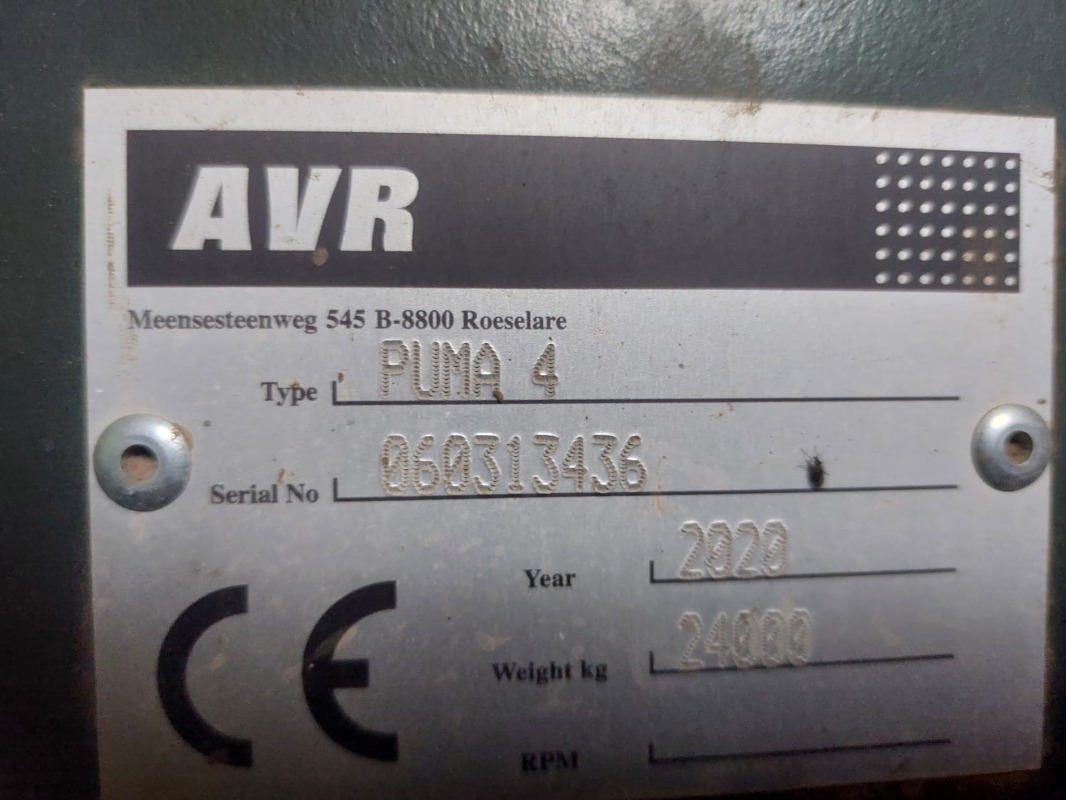 AVR
Meensesteenweg 545 B-8800 Roeselare
Type PUMA 4
Serial No 060313436
Year 2020
Weight kg 24000
RPM
CE